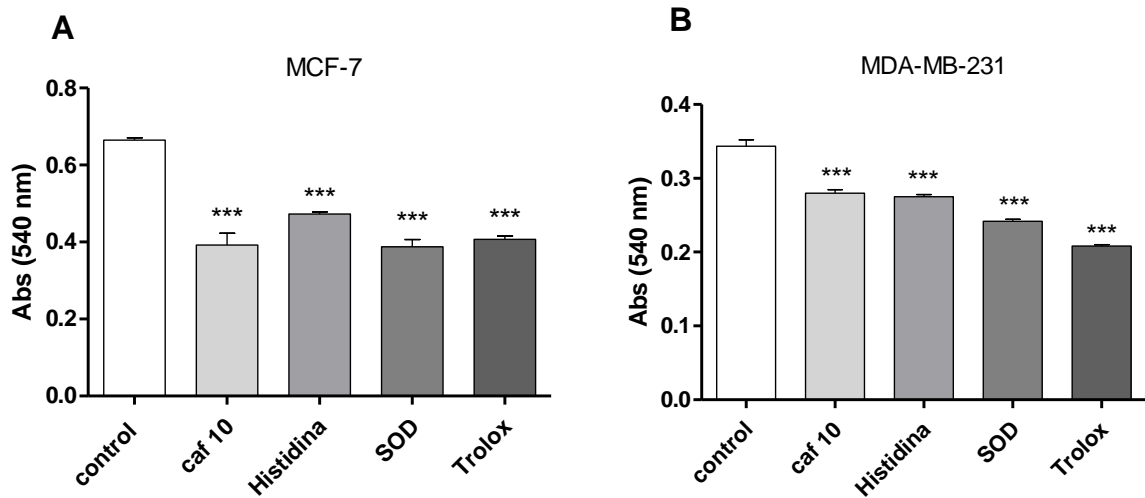 A
MCF-7
Abs (540 nm)
0.8
0.6
0.4
0.2
0.0
***
***
***
***
control
caf 10
Histidina
SOD
Trolox
B
MDA-MB-231
Abs (540 nm)
0.4
0.3
0.2
0.1
0.0
***
***
***
***
control
caf 10
Histidina
SOD
Trolox